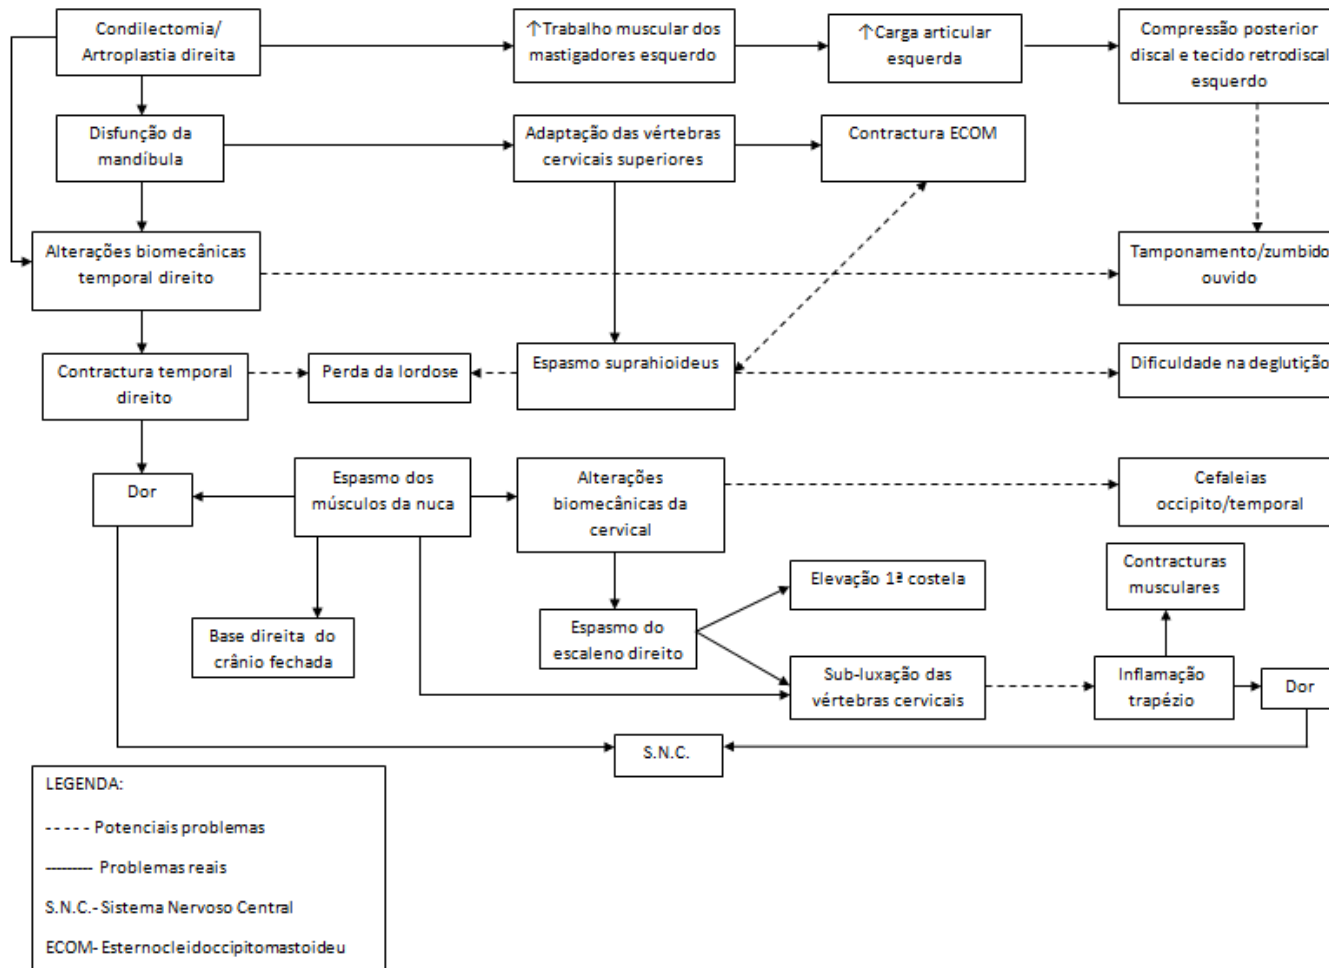 Condilectomia/
Artroplastia direita
↑Trabalho muscular dos
mastigadores esquerdo
↑Carga articular
esquerda
Compressão posterior
discal e tecido retrodiscal
esquerdo
Disfunção da
mandíbula
Adaptação das vértebras
cervicais superiores
Contractura ECOM
Alterações biomecânicas
temporal direito
Tamponamento/zumbido
ouvido
Contractura temporal
direito
Perda da lordose
Espasmo suprahioideus
Dificuldade na deglutição
Dor
Espasmo dos
músculos da nuca
Alterações
biomecânicas da
cervical
Cefaleias
occipito/temporal
Contracturas
musculares
Elevação 1ª costela
Base direita do
crânio fechada
Espasmo do
escaleno direito
Sub-luxação das
vértebras cervicais
Inflamação
trapézio
Dor
S.N.C.
LEGENDA:
- - - - - Potenciais problemas
--------- Problemas reais
S.N.C.- Sistema Nervoso Central
ECOM- Esternocleidoccipitomastoideu